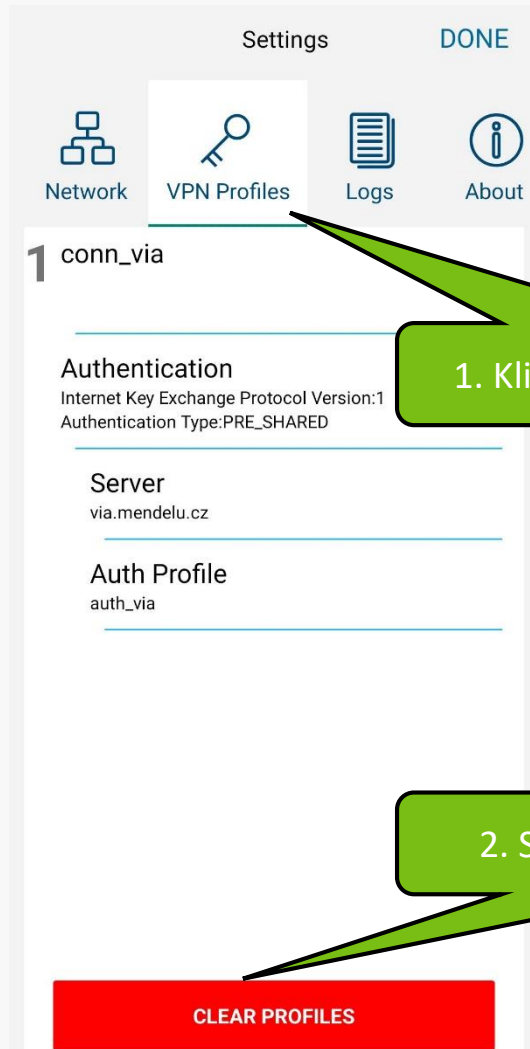 Settings DONE
Network VPN Profiles Logs About
1 conn_via
Authentication
Internet Key Exchange Protocol Version:1
Authentication Type:PRE_SHARED
1. Kli
Server
via.mendelu.cz
Auth Profile
auth_via
2. S
CLEAR PROFILES